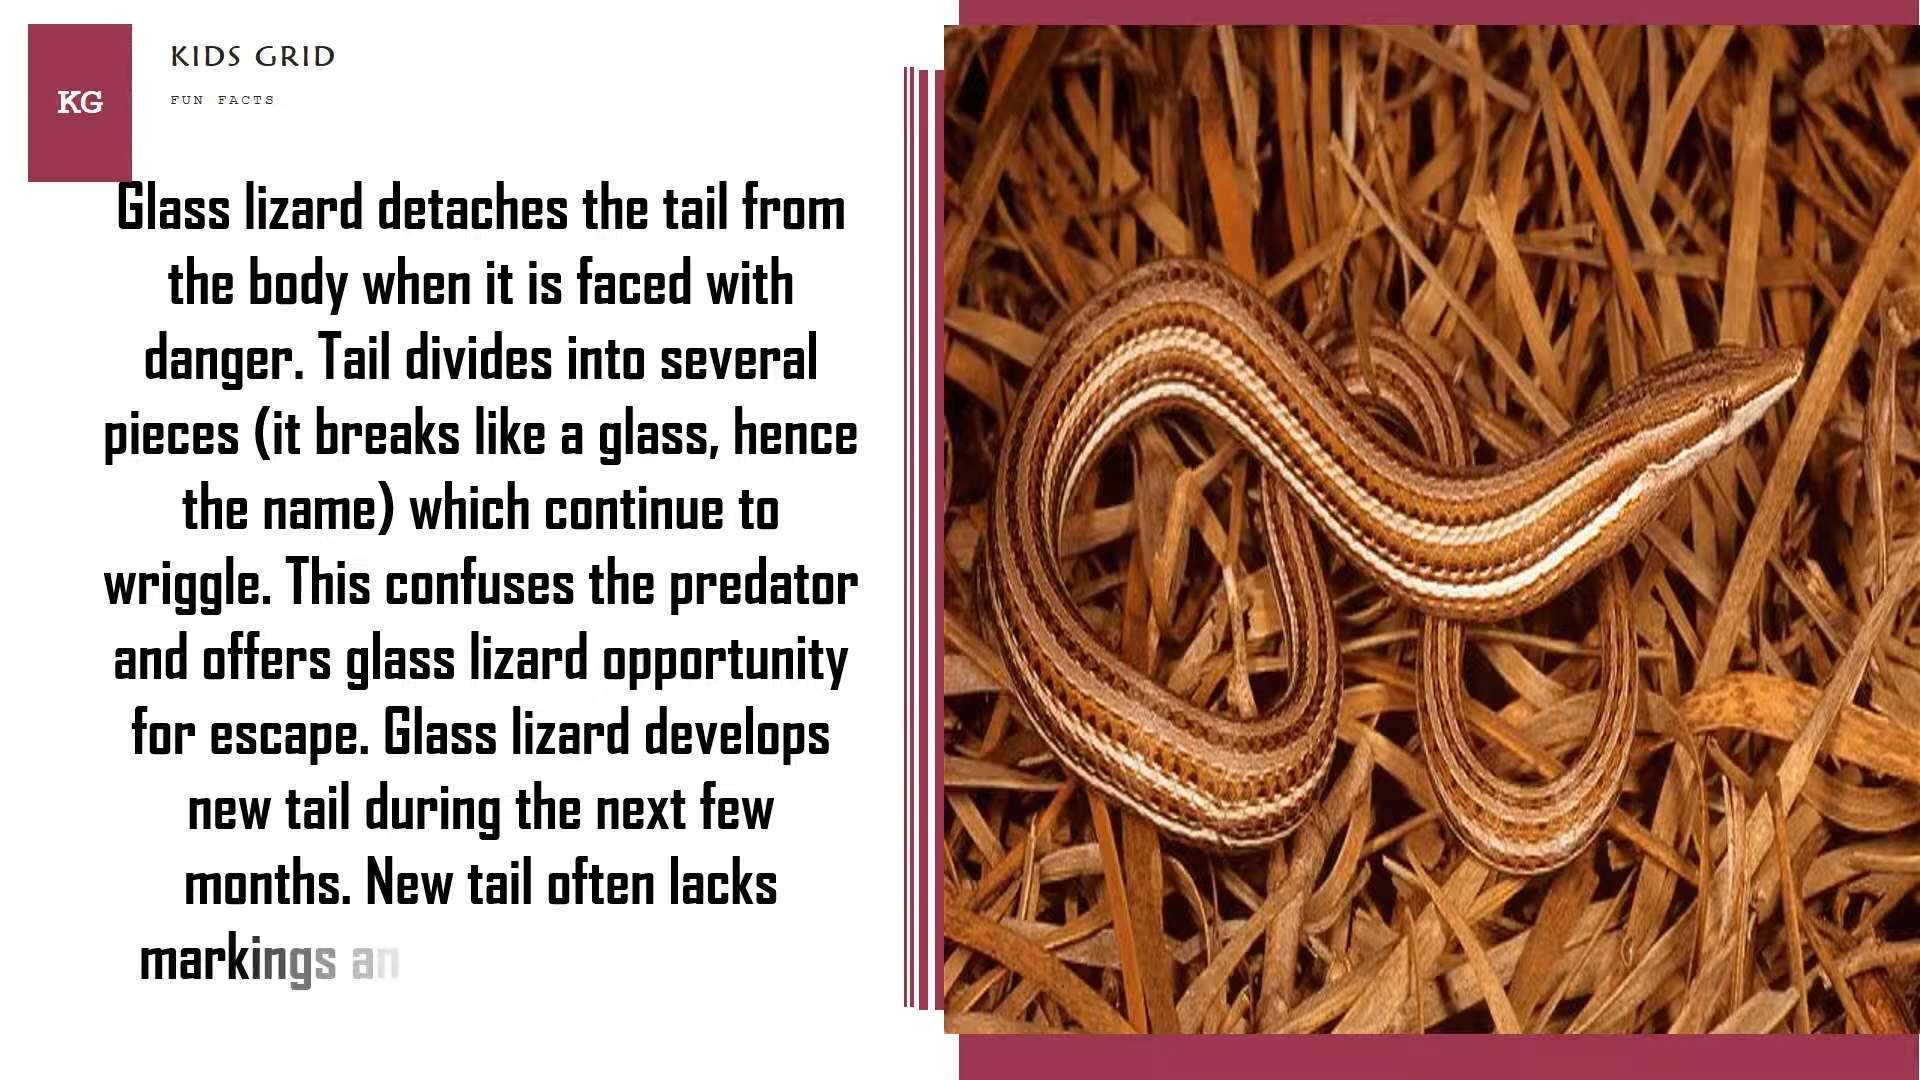 KG
KIDS GRID
FUN FACTS
Glass lizard detaches the tail from
the body when it is faced with
danger. Tail divides into several
pieces (it breaks like a glass, hence
the name) which continue to
wriggle. This confuses the predator
and offers glass lizard opportunity
for escape. Glass lizard develops
new tail during the next few
months. New tail often lacks
markings an